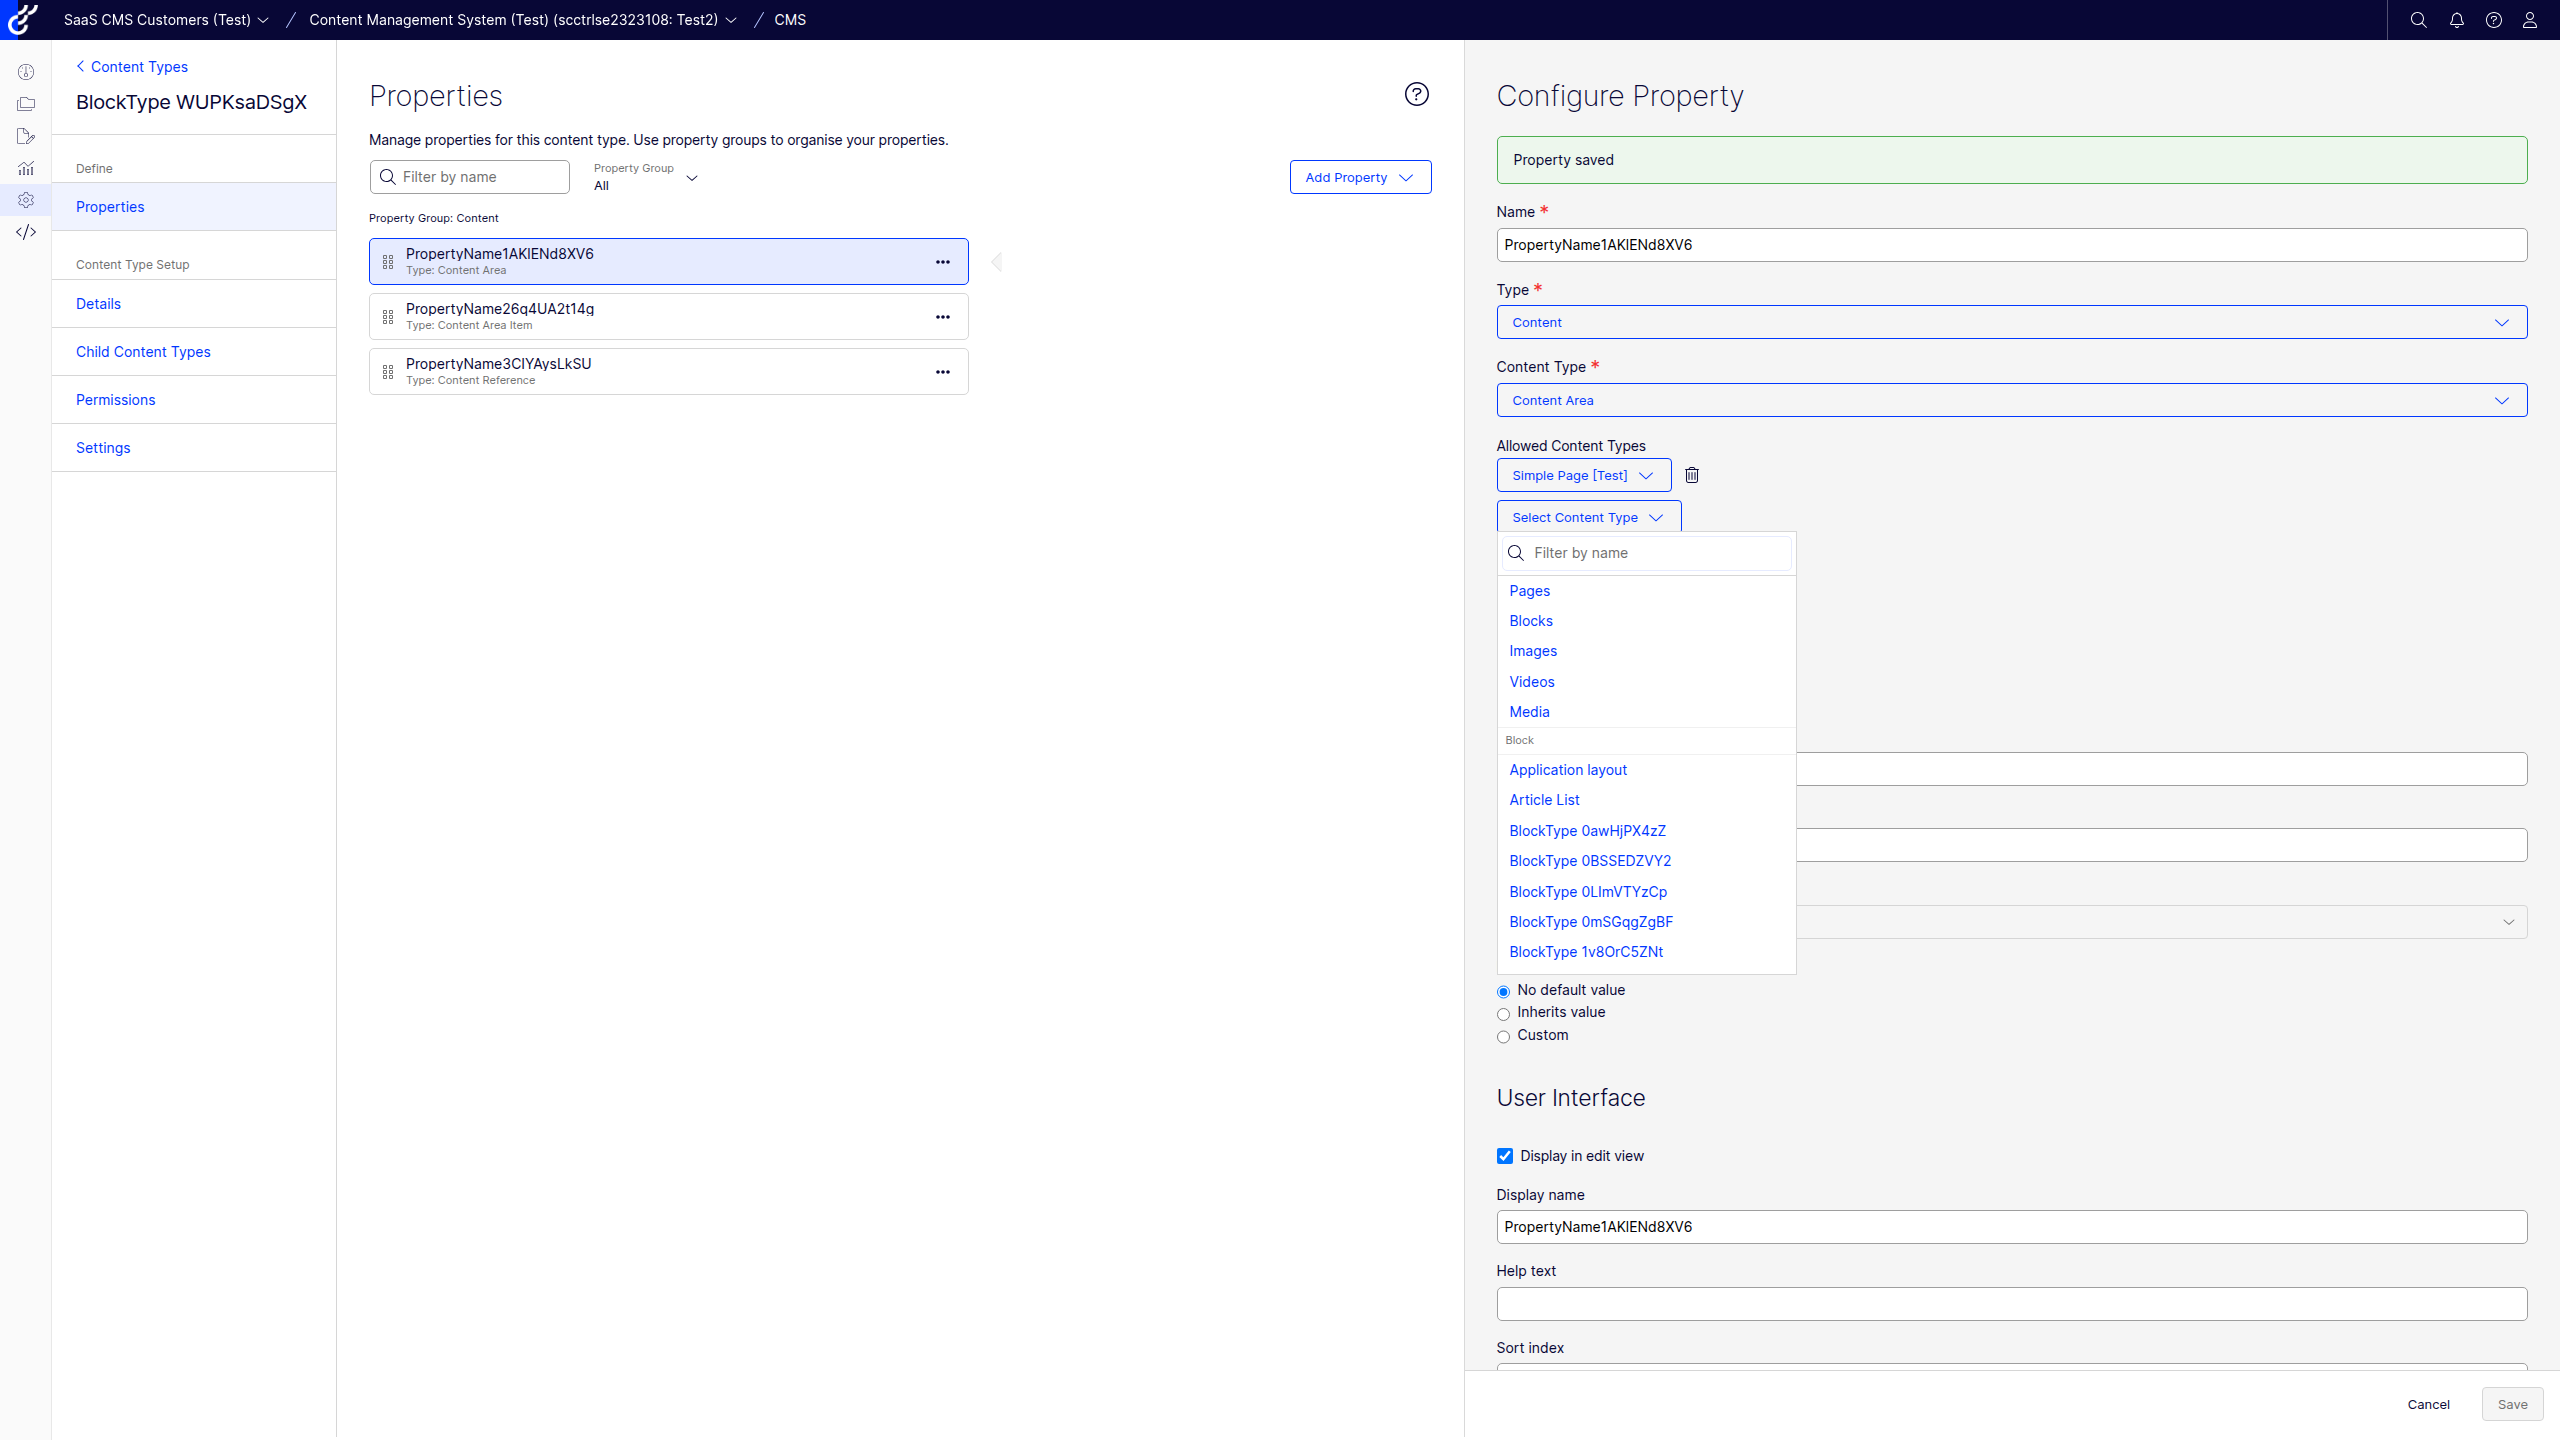 SaaS CMS Customers (Test) / Content Management System (Test) (scctrlse2323108: Test2) / CMS
Content Types
BlockType WUPKsaDSgX
Define
Properties
Content Type Setup
Details
Child Content Types
Permissions
Settings
Properties
Manage properties for this content type. Use property groups to organise your properties.
Filter by name
Property Group
All
Add Property
Property Group: Content
PropertyName1AKIENd8XV6
Type: Content Area
PropertyName26q4UA2t14g
Type: Content Area Item
PropertyName3CIYAysLkSU
Type: Content Reference
Configure Property
Property saved
Name *
PropertyName1AKIENd8XV6
Type *
Content
Content Type *
Content Area
Allowed Content Types
Simple Page [Test]
Select Content Type
Filter by name
Pages
Blocks
Images
Videos
Media
Block
Application layout
Article List
BlockType 0awHjPX4zZ
BlockType 0BSSEDZVY2
BlockType 0LImVTYzCp
BlockType 0mSGqgZgBF
BlockType 1v8OrC5ZNt
No default value
Inherits value
Custom
User Interface
Display in edit view
Display name
PropertyName1AKIENd8XV6
Help text
Sort index
Cancel
Save